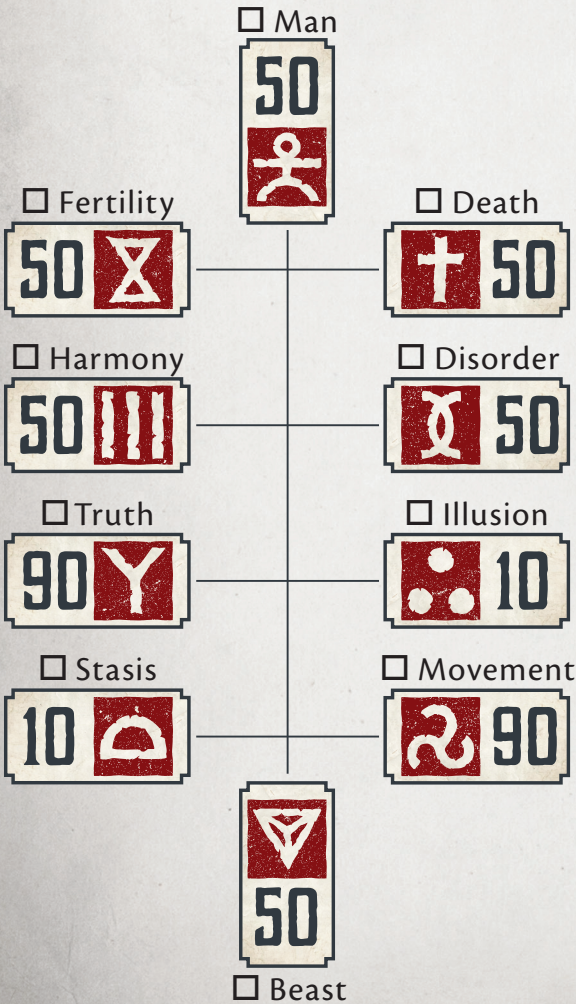 ☐ Man
50
☐ Fertility ☐ Death
50 50
☐ Harmony ☐ Disorder
50 50
☐ Truth ☐ Illusion
90 10
☐ Stasis ☐ Movement
10 90
50
☐ Beast